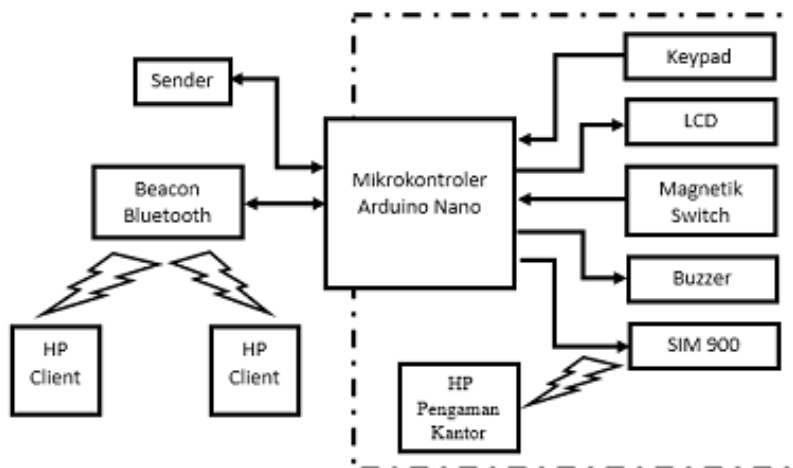 Sender
Beacon
Bluetooth
HP
Client
HP
Client
Mikrokontroler
Arduino Nano
Keypad
LCD
Magnetik
Switch
Buzzer
SIM 900
HP
Pengaman
Kantor